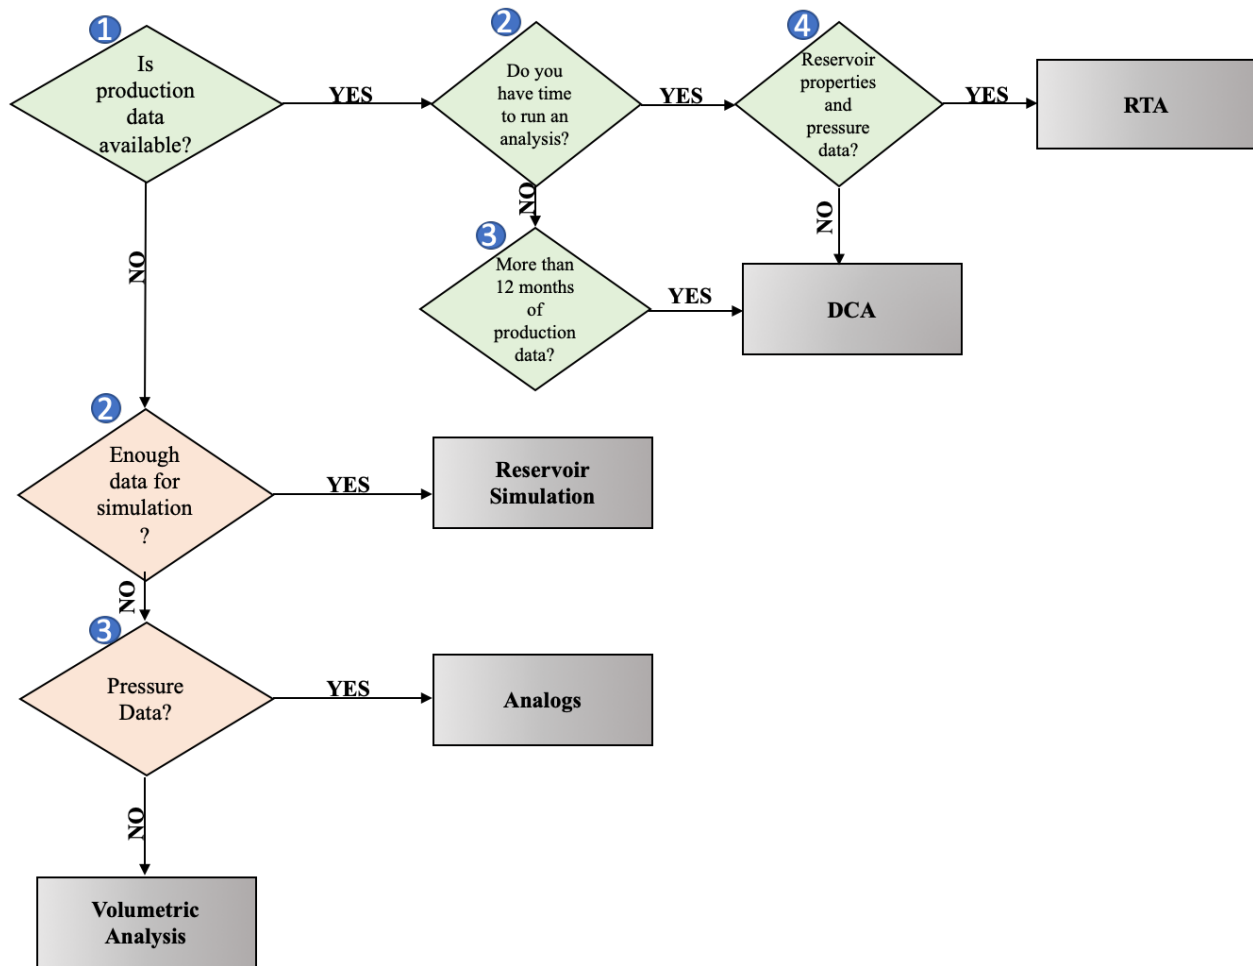 1
Is
production
data
available?
YES
2
Do you
have time
to run an
analysis?
YES
4
Reservoir
properties
and
pressure
data?
YES
RTA
NO
NO
NO
3
More than
12 months
of
production
data?
YES
DCA
2
Enough
data for
simulation
?
YES
Reservoir
Simulation
NO
3
Pressure
Data?
YES
Analogs
NO
Volumetric
Analysis